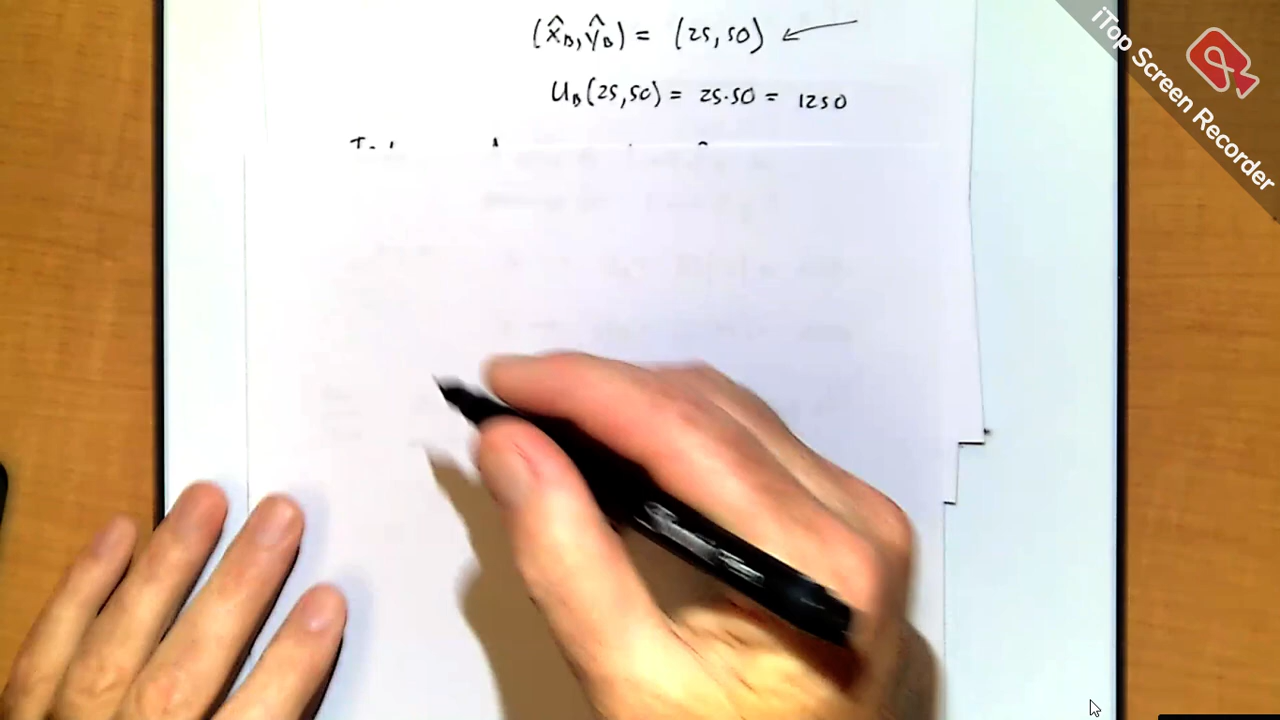 (x̂_B, ŷ_B) = (25, 50) ←
U_B(25, 50) = 25·50 = 1250
iTop Screen Recorder